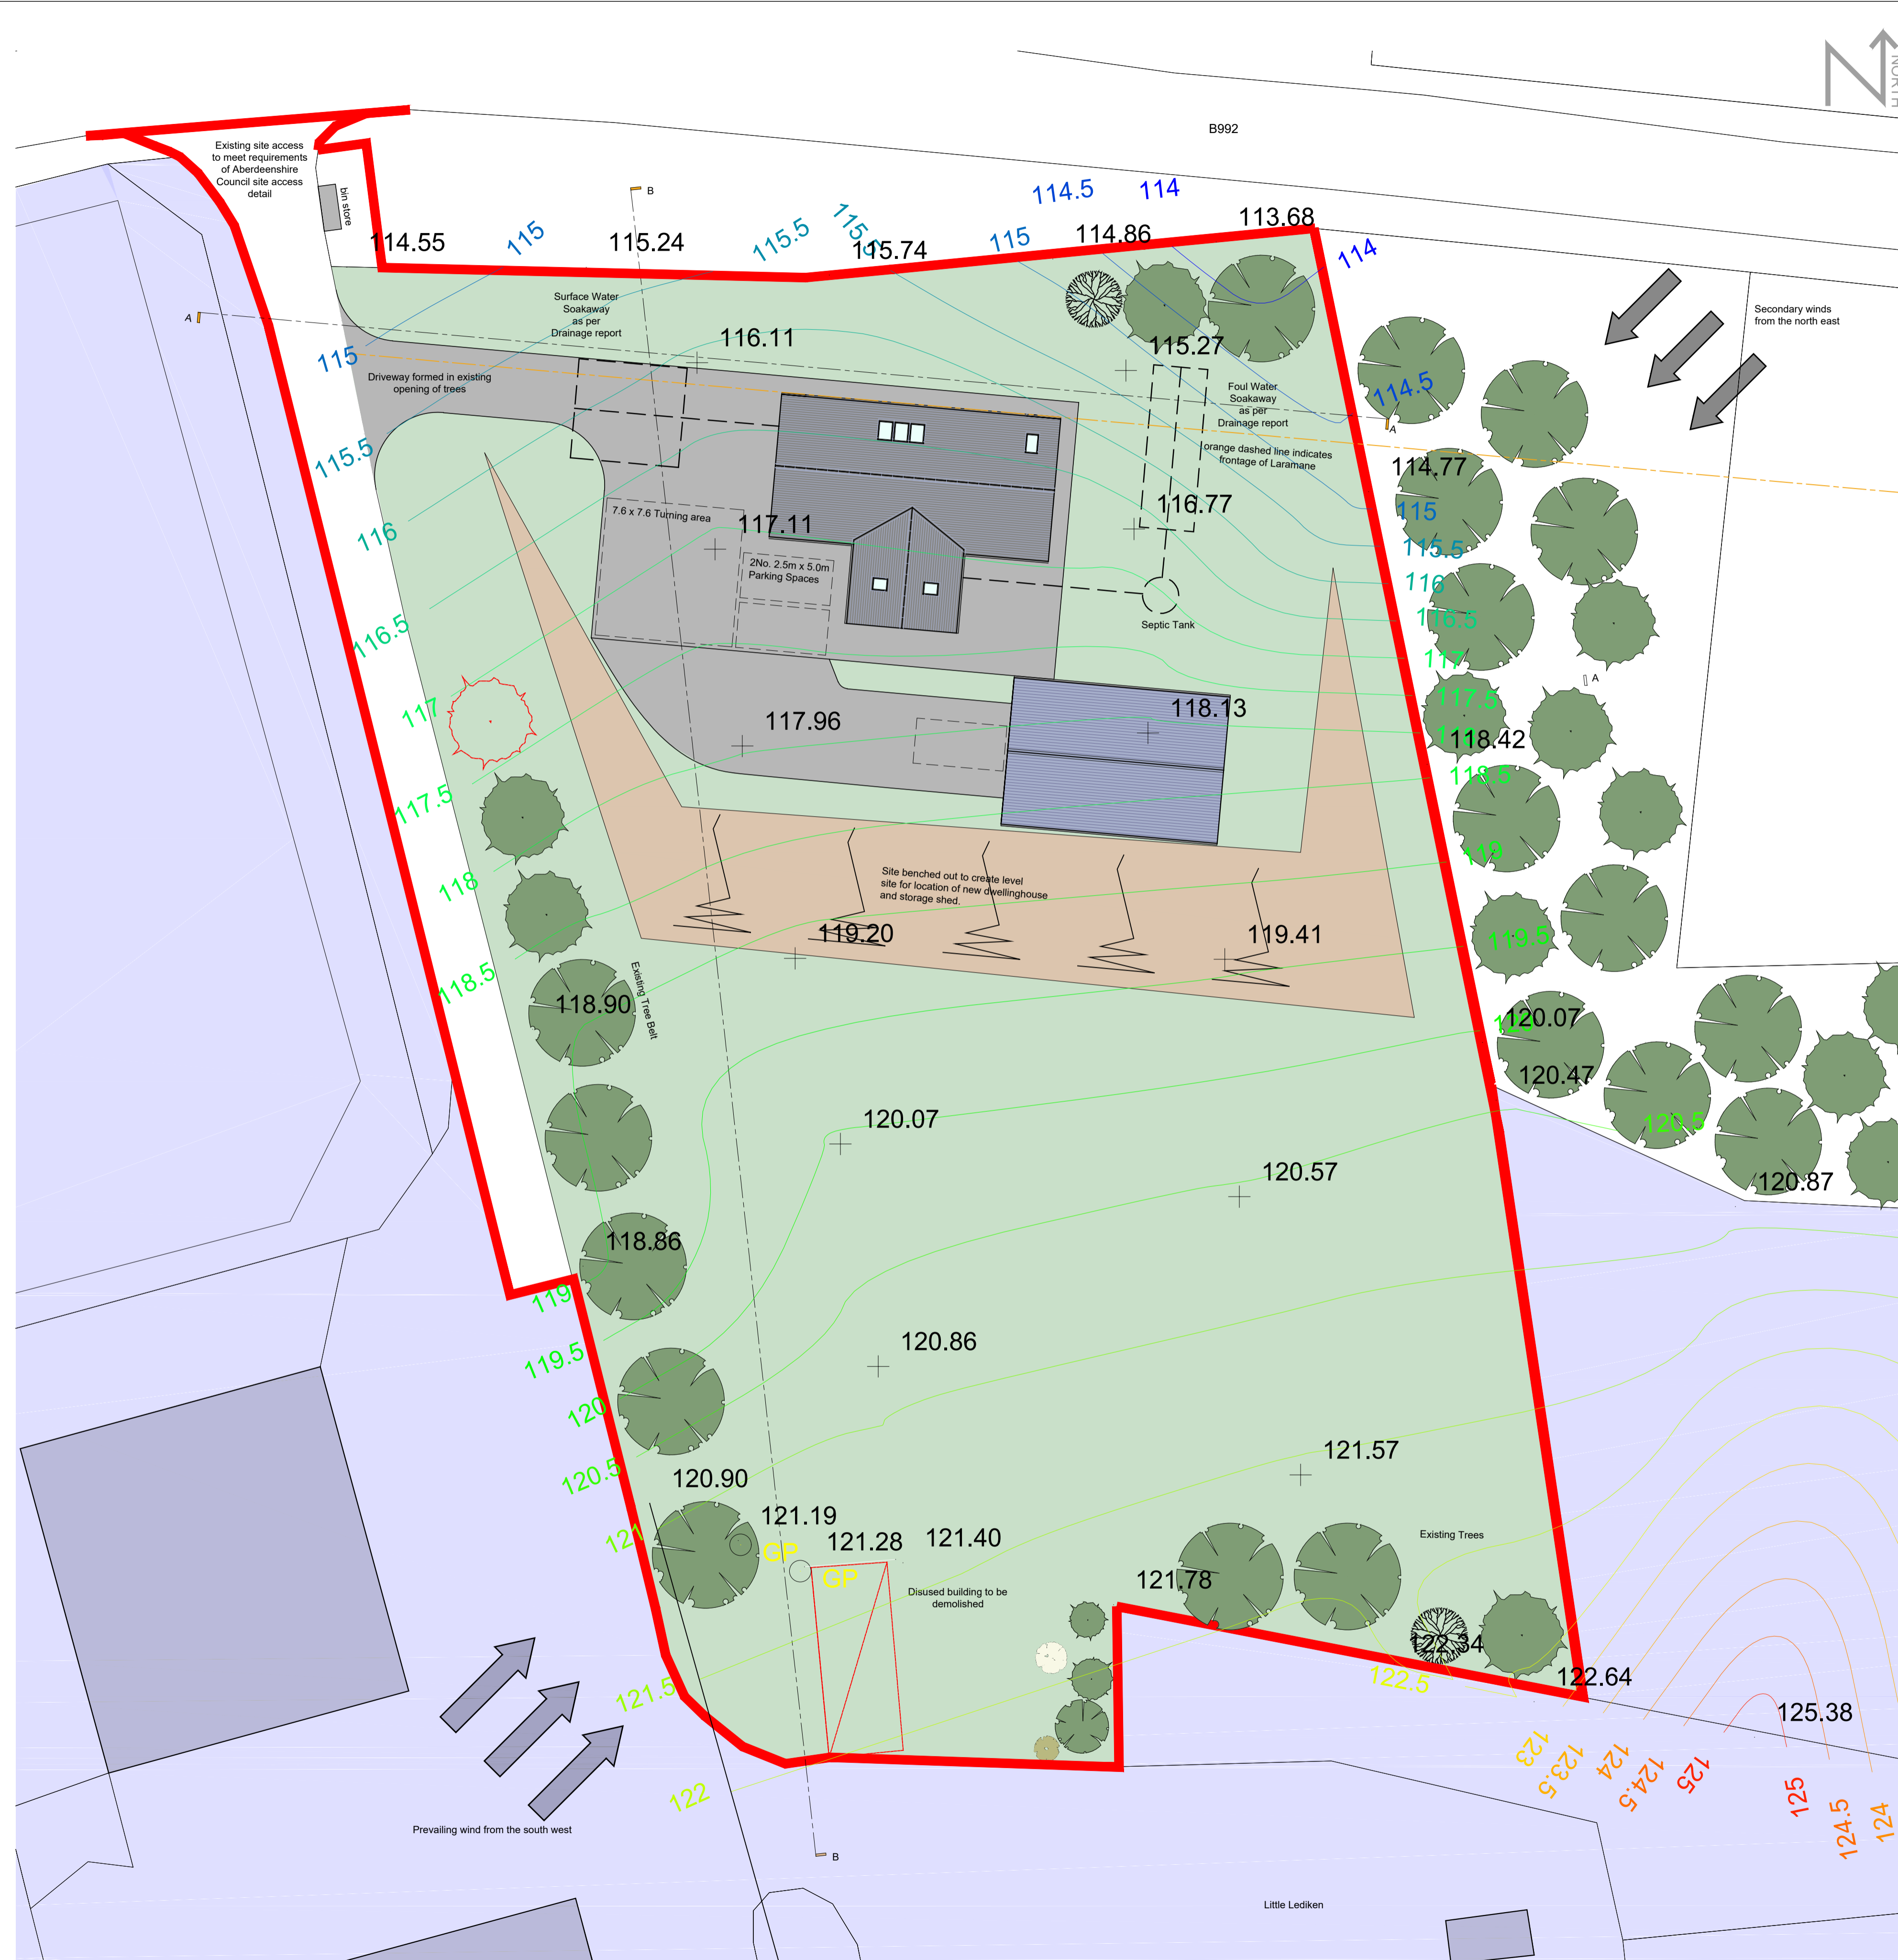 NORTH
B992
Existing site access
to meet requirements
of Aberdeenshire
Council site access
detail
bin store
B
114.5
114
113.68
114.55
115
115.24
115.5
115.5
115.74
115
114.86
114
A
Surface Water
Soakaway
as per
Drainage report
Secondary winds
from the north east
116.11
115.27
115
Driveway formed in existing
opening of trees
Foul Water
Soakaway
as per
Drainage report
114.5
A
115.5
orange dashed line indicates
frontage of Laramane
114.77
116.77
115
7.6 x 7.6 Turning area
117.11
116
115.5
2No. 2.5m x 5.0m
Parking Spaces
116
116.5
Septic Tank
116.5
117
A
117
117.96
118.13
117.5
118.42
117.5
118.5
118
119
Site benched out to create level
site for location of new dwellinghouse
and storage shed.
119.20
119.41
119.5
118.5
Existing Tree Belt
118.90
120.07
120.47
120.07
120.5
120.57
120.87
118.86
119
119.5
120.86
120
120.5
121.57
120.90
121
121.19
GP
121.28
121.40
GP
Existing Trees
Disused building to be
demolished
121.78
122.34
122.64
122.5
121.5
125.38
122
123
123.5
124
124.5
125
125
124.5
124
Prevailing wind from the south west
B
Little Lediken